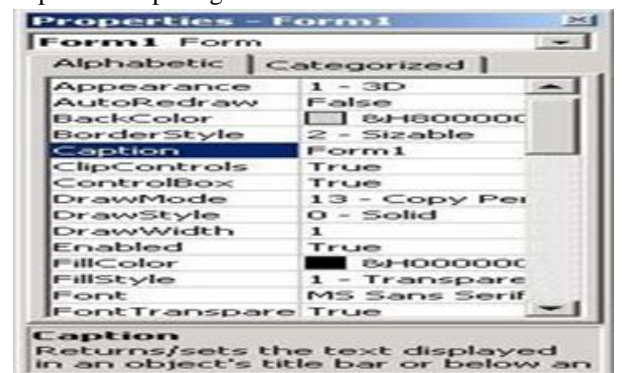 Properties - Form1
Form1 Form
Alphabetic Categorized
Appearance 1 - 3D
AutoRedraw False
BackColor &H800000
BorderStyle 2 - Sizable
Caption Form1
ClipControls True
ControlBox True
DrawMode 13 - Copy Pe
DrawStyle 0 - Solid
DrawWidth 1
Enabled True
FillColor &H000000
FillStyle 1 - Transpare
Font MS Sans Serif
FontTranspare True
Caption
Returns/sets the text displayed
in an object's title bar or below an